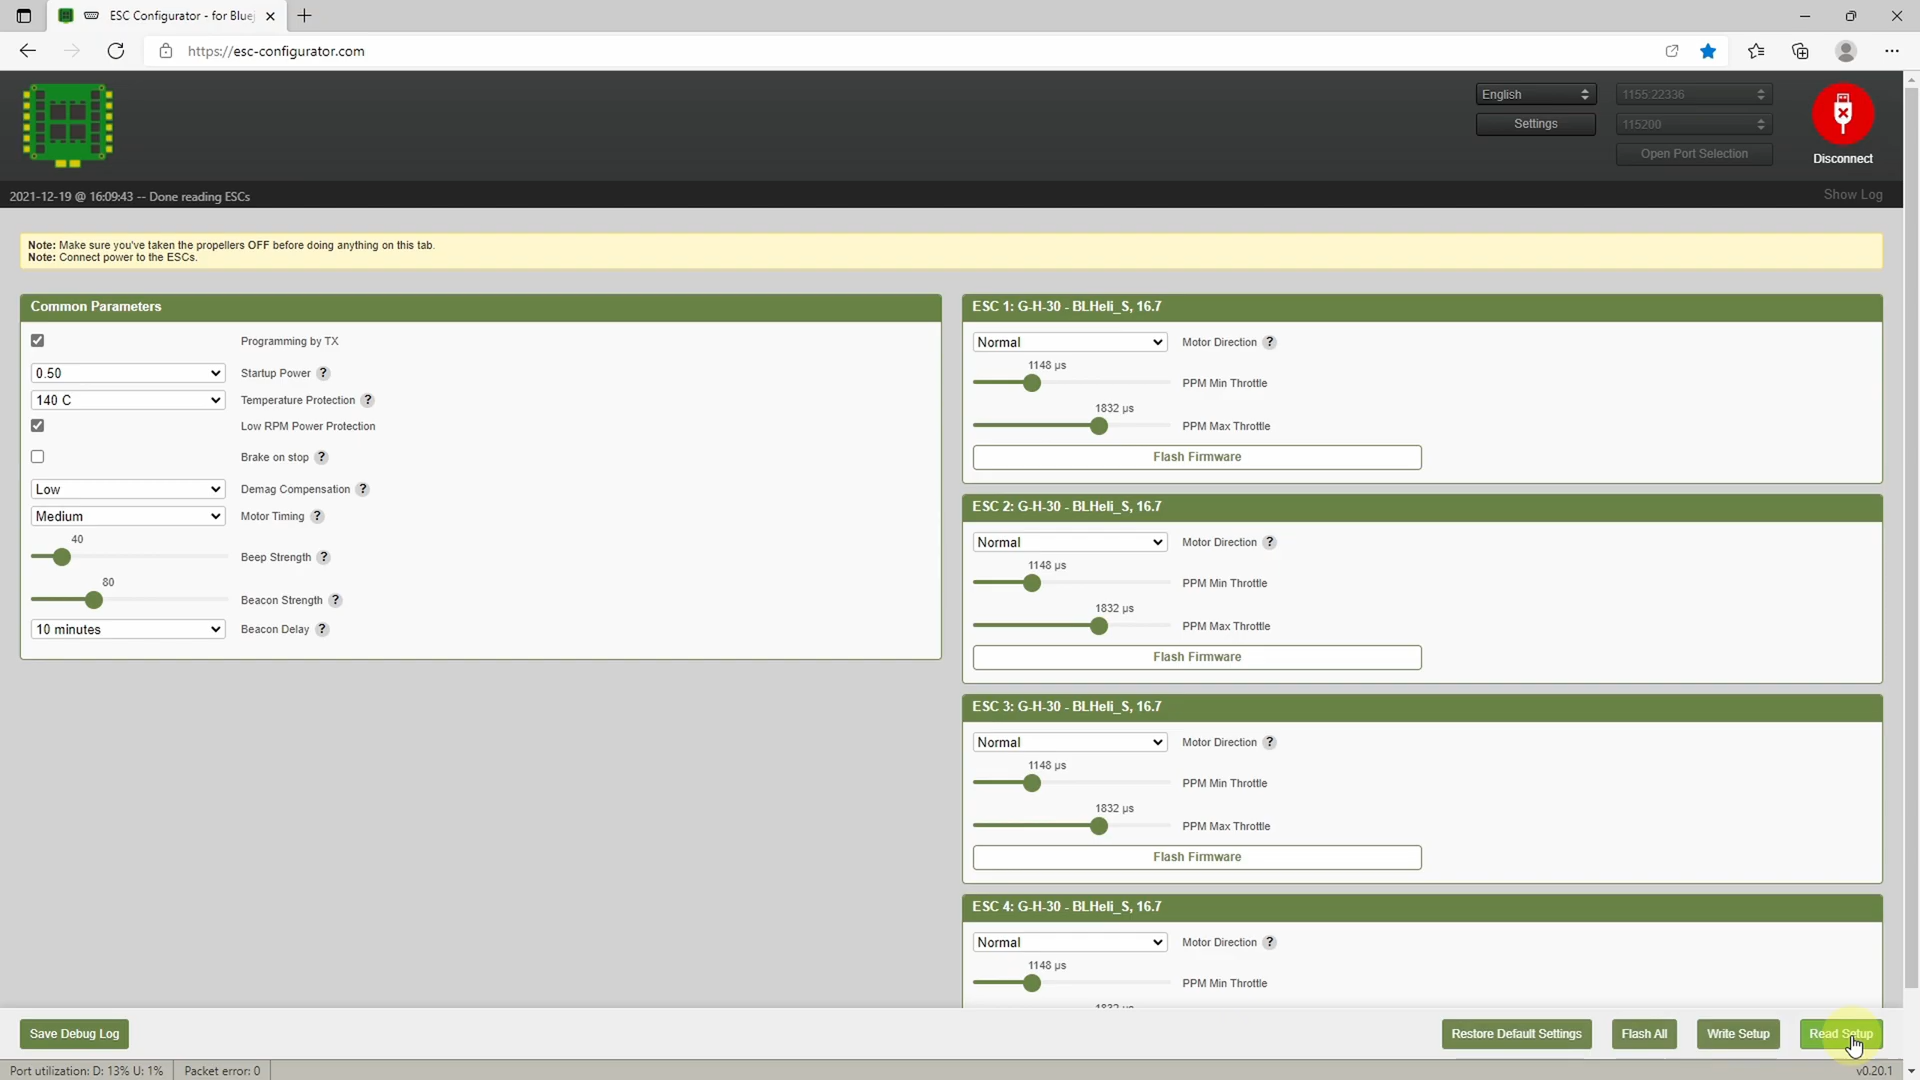 ESC Configurator - for Bluej
https://esc-configurator.com
English
1155:22336
Settings
115200
Open Port Selection
Disconnect
2021-12-19 @ 16:09:43 -- Done reading ESCs
Show Log
Note: Make sure you've taken the propellers OFF before doing anything on this tab.
Note: Connect power to the ESCs.
Common Parameters
Programming by TX
0.50 Startup Power ?
140 C Temperature Protection ?
Low RPM Power Protection
Brake on stop ?
Low Demag Compensation ?
Medium Motor Timing ?
40
Beep Strength ?
80
Beacon Strength ?
10 minutes Beacon Delay ?
ESC 1: G-H-30 - BLHeli_S, 16.7
Normal Motor Direction ?
1148 µs
PPM Min Throttle
1832 µs
PPM Max Throttle
Flash Firmware
ESC 2: G-H-30 - BLHeli_S, 16.7
Normal Motor Direction ?
1148 µs
PPM Min Throttle
1832 µs
PPM Max Throttle
Flash Firmware
ESC 3: G-H-30 - BLHeli_S, 16.7
Normal Motor Direction ?
1148 µs
PPM Min Throttle
1832 µs
PPM Max Throttle
Flash Firmware
ESC 4: G-H-30 - BLHeli_S, 16.7
Normal Motor Direction ?
1148 µs
PPM Min Throttle
Save Debug Log
Restore Default Settings
Flash All
Write Setup
Read Setup
Port utilization: D: 13% U: 1%
Packet error: 0
v0.20.1